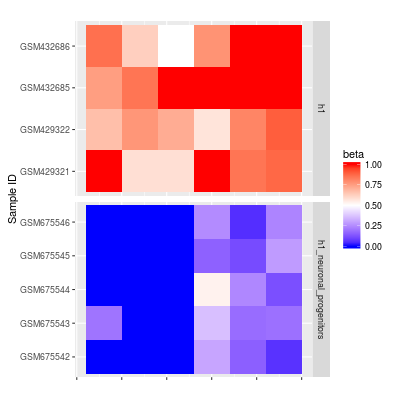 GSM432686
GSM432685
GSM429322
GSM429321
h1
GSM675546
GSM675545
GSM675544
GSM675543
GSM675542
h1_neuronal_progenitors
Sample ID
beta
1.00
0.75
0.50
0.25
0.00